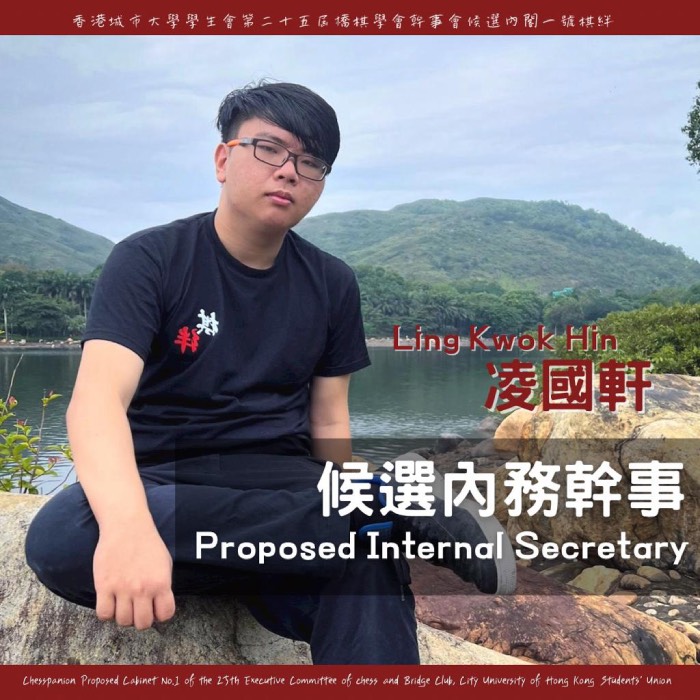 香港城市大學學生會第二十五屆橋棋學會幹事會候選內閣一號棋絆
棋
絆
Ling Kwok Hin
凌國軒
候選內務幹事
Proposed Internal Secretary
Chesspanion Proposed Cabinet No.1 of the 25th Executive Committee of Chess and Bridge Club, City University of Hong Kong Students' Union